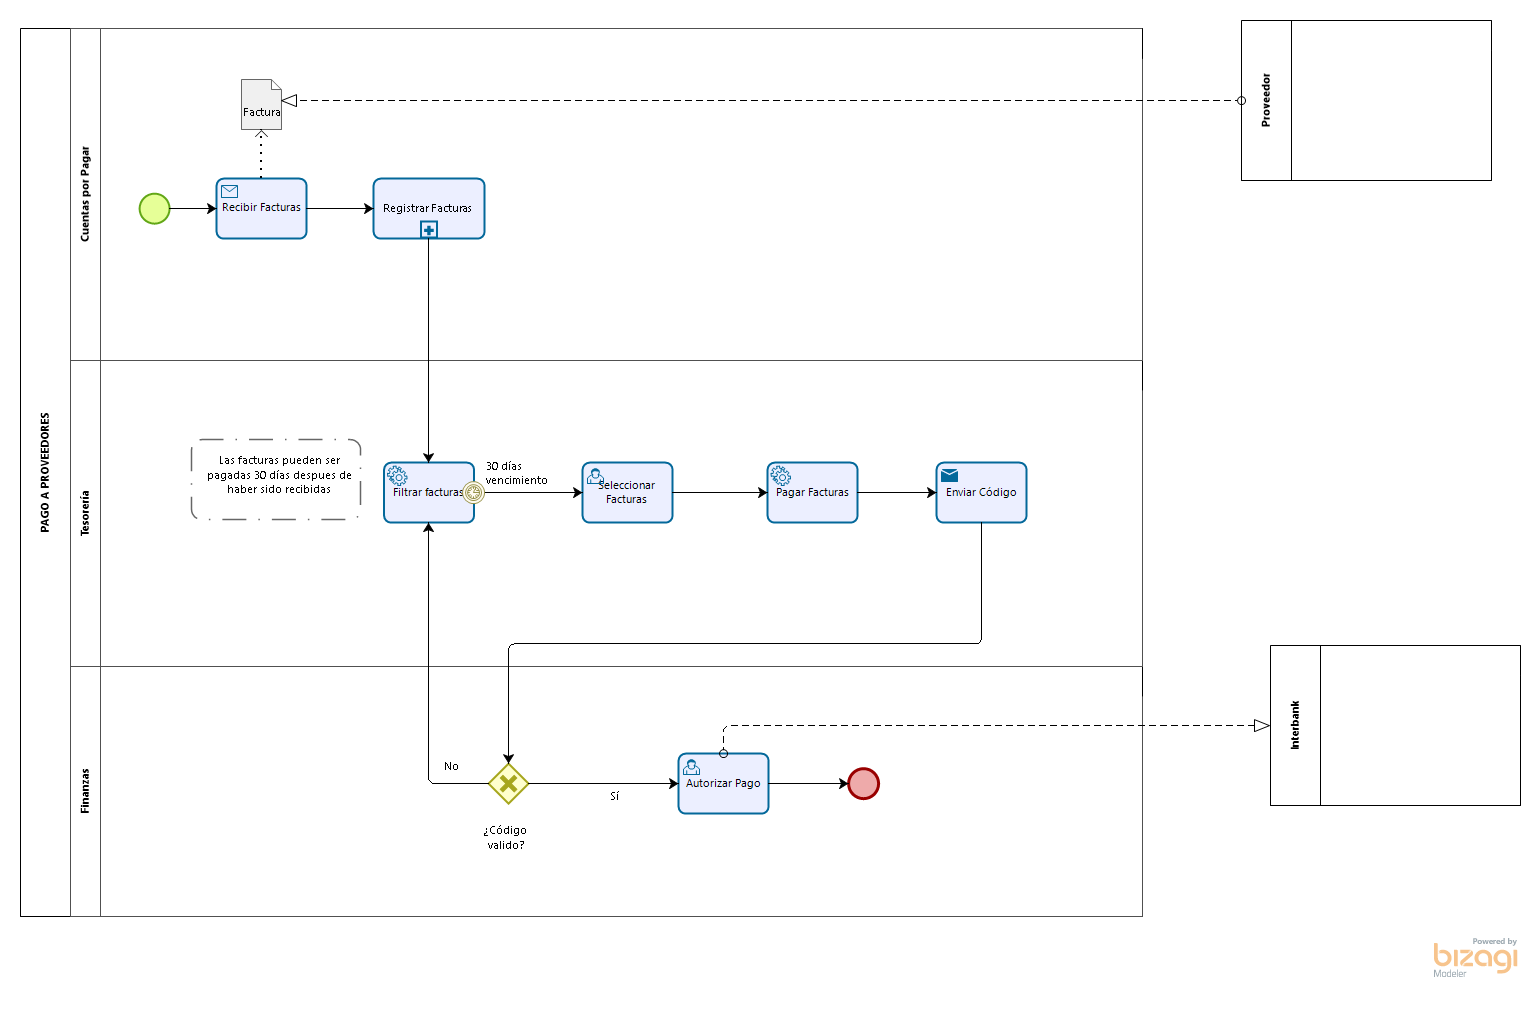 PAGO A PROVEEDORES
Cuentas por Pagar
Factura
Recibir Facturas
Registrar Facturas
Proveedor
Tesorería
Las facturas pueden ser
pagadas 30 días despues de
haber sido recibidas
Filtrar facturas
30 días
vencimiento
Seleccionar
Facturas
Pagar Facturas
Enviar Código
Finanzas
No
¿Código
valido?
Sí
Autorizar Pago
Interbank
Powered by
bizagi
Modeler